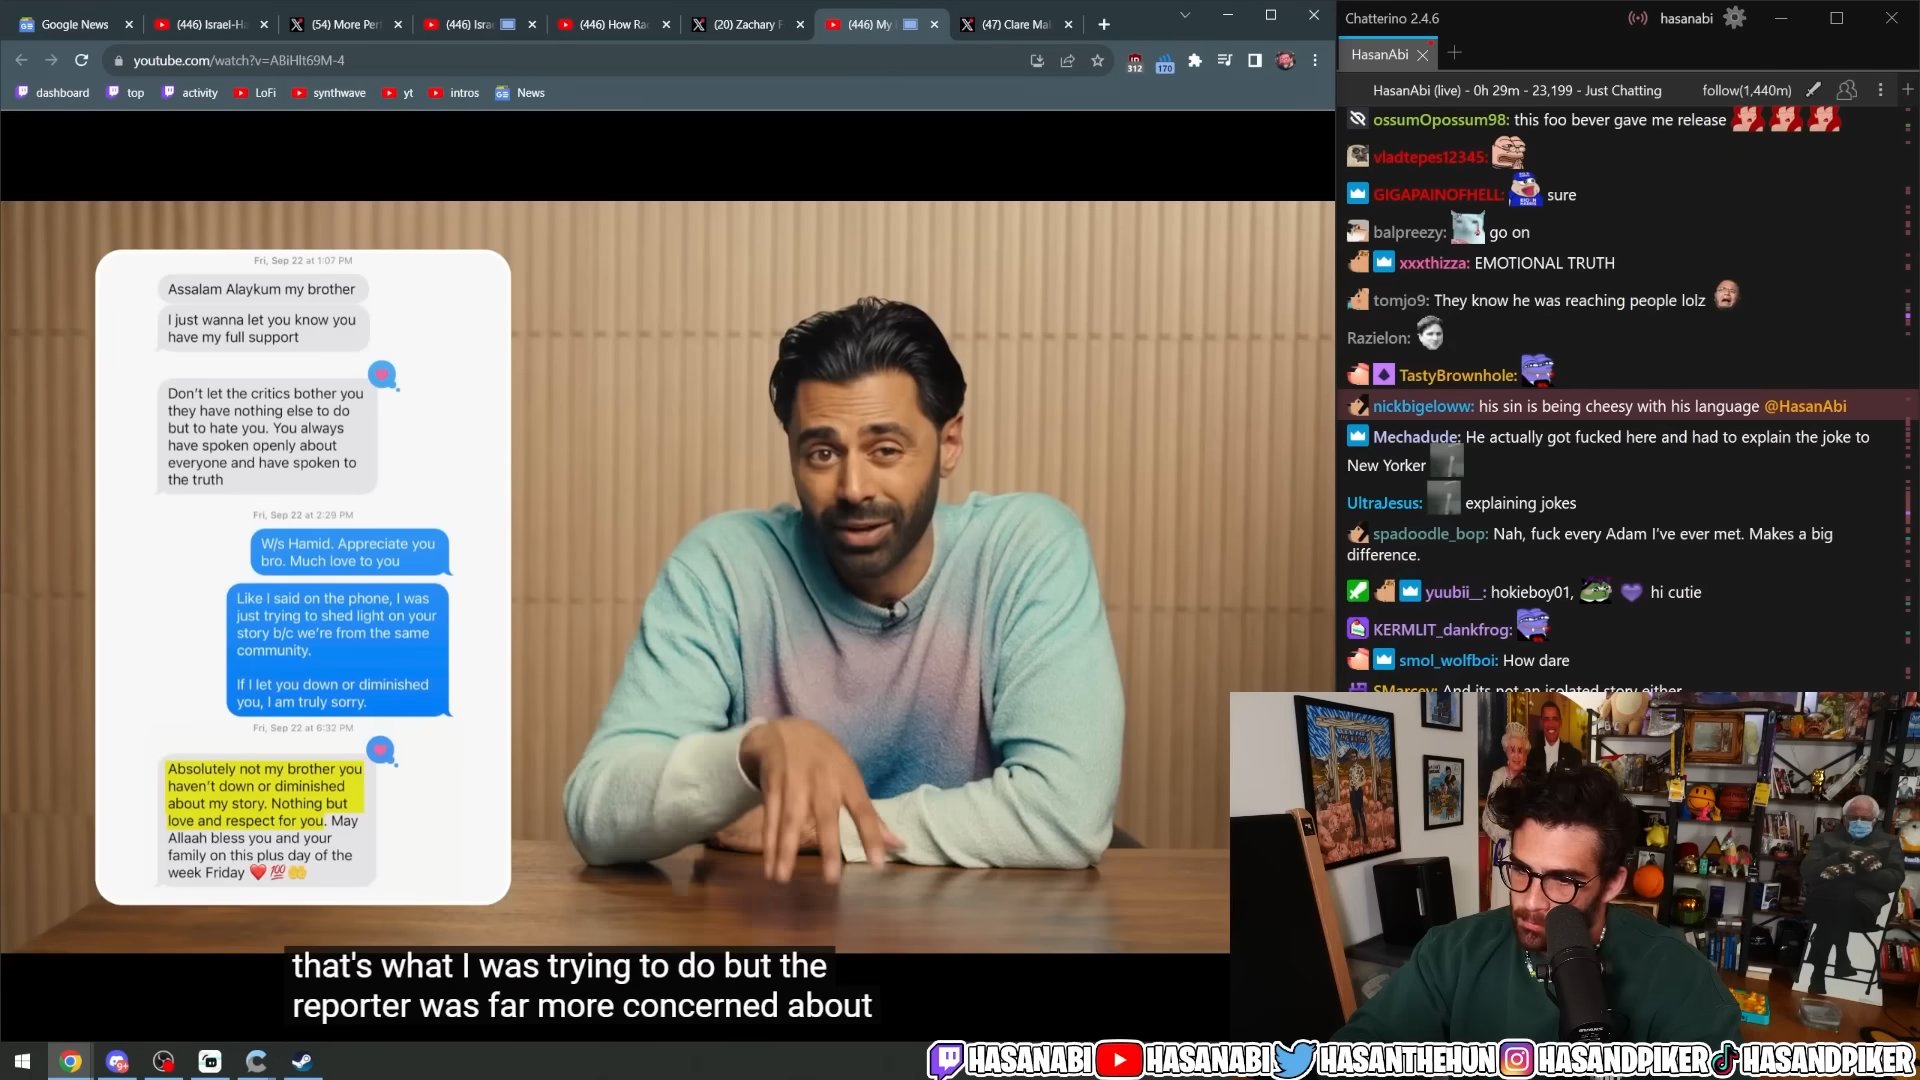 Google News
(446) Israel-Ha
(54) More Per
(446) Isra
(446) How Ra
(20) Zachary F
(446) My
(47) Clare Mal
youtube.com/watch?v=ABiHlt69M-4
312
170
dashboard
top
activity
LoFi
synthwave
yt
intros
News
Fri, Sep 22 at 1:07 PM
Assalam Alaykum my brother
I just wanna let you know you
have my full support
Don't let the critics bother you
they have nothing else to do
but to hate you. You always
have spoken openly about
everyone and have spoken to
the truth
Fri, Sep 22 at 2:29 PM
W/s Hamid. Appreciate you
bro. Much love to you
Like I said on the phone, I was
just trying to shed light on your
story b/c we're from the same
community.
If I let you down or diminished
you, I am truly sorry.
Fri, Sep 22 at 6:32 PM
Absolutely not my brother you
haven't down or diminished
about my story. Nothing but
love and respect for you. May
Allaah bless you and your
family on this plus day of the
week Friday
that's what I was trying to do but the
reporter was far more concerned about
Chatterino 2.4.6
hasanabi
HasanAbi
HasanAbi (live) - 0h 29m - 23,199 - Just Chatting
follow(1,440m)
ossumOpossum98: this foo bever gave me release
vladtepes12345:
GIGAPAINOFHELL: sure
balpreezy: go on
xxxthizza: EMOTIONAL TRUTH
tomjo9: They know he was reaching people lolz
Razielon:
TastyBrownhole:
nickbigeloww: his sin is being cheesy with his language @HasanAbi
Mechadude: He actually got fucked here and had to explain the joke to
New Yorker
UltraJesus: explaining jokes
spadoodle_bop: Nah, fuck every Adam I've ever met. Makes a big
difference.
yuubii__: hokieboy01, hi cutie
KERMLIT_dankfrog:
smol_wolfboi: How dare
SMarcey: And its not an isolated story either
HASANABI HASANABI HASANTHEHUN HASANDPIKER HASANDPIKER